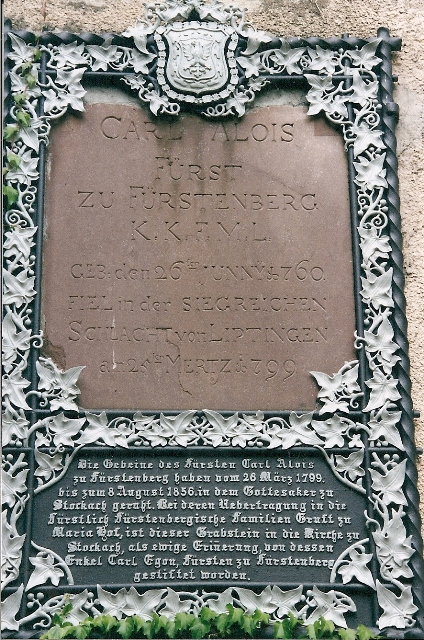 CARL ALOIS
FÜRST
ZU FÜRSTENBERG
K.K.F.M.L.
GEB: den 26ten JUNNY 1760.
FIEL in der SIEGREICHEN
SCHLACHT von LIPTINGEN
MERTZ 1799.
Die Gebeine des Fürsten Carl Alois
zu Fürstenberg haben vom 26 März 1799.
bis zum 8 August 1856. in dem Gottesaker zu
Stockach geruht. Bei deren Uebertragung in die
Fürstlich Fürstenbergische Familien Gruft zu
Maria Hof, ist dieser Grabstein in die Kirche zu
Stockach, als ewige Erinerung von dessen
Enkel Carl Egon, Fürsten zu Fürstenberg
gestiftet worden.